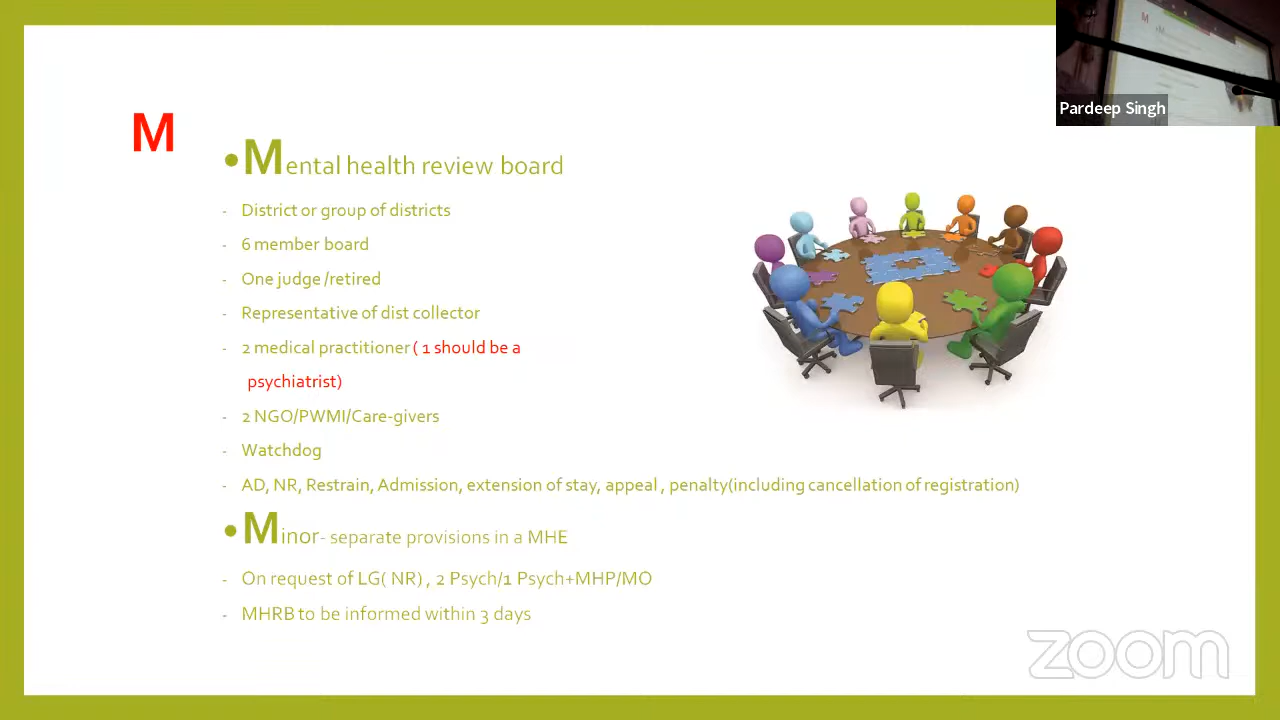 Pardeep Singh
M
•Mental health review board
- District or group of districts
- 6 member board
- One judge /retired
- Representative of dist collector
- 2 medical practitioner ( 1 should be a
psychiatrist)
- 2 NGO/PWMI/Care-givers
- Watchdog
- AD, NR, Restrain, Admission, extension of stay, appeal , penalty(including cancellation of registration)
•Minor- separate provisions in a MHE
- On request of LG( NR) , 2 Psych/1 Psych+MHP/MO
- MHRB to be informed within 3 days
zoom